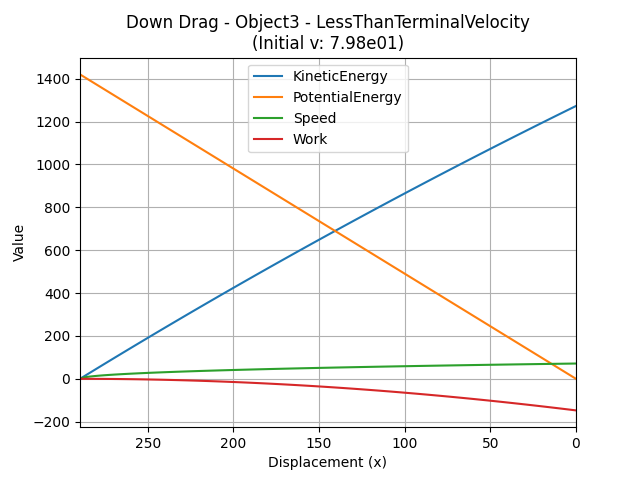 Down Drag - Object3 - LessThanTerminalVelocity
(Initial v: 7.98e01)
KineticEnergy
PotentialEnergy
Speed
Work
Value
1400
1200
1000
800
600
400
200
0
−200
250
200
150
100
50
0
Displacement (x)